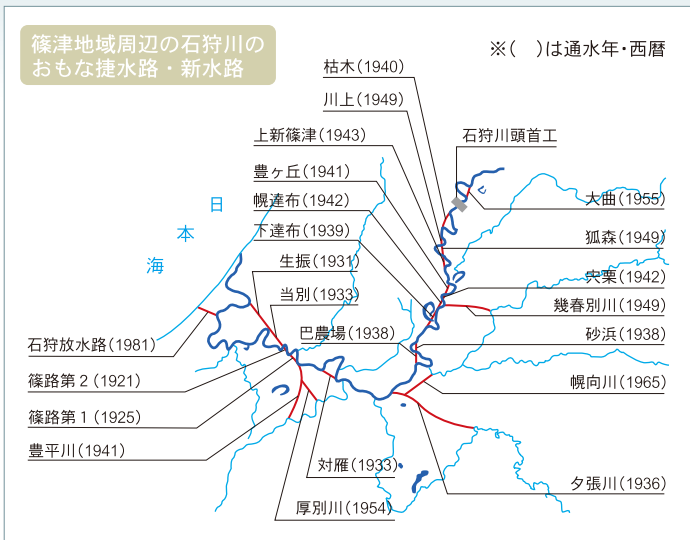 篠津地域周辺の石狩川の
おもな捷水路・新水路
※(　)は通水年・西暦
枯木(1940)
川上(1949)
上新篠津(1943)
豊ヶ丘(1941)
幌達布(1942)
下達布(1939)
生振(1931)
当別(1933)
巴農場(1938)
石狩川頭首工
大曲(1955)
狐森(1949)
宍栗(1942)
幾春別川(1949)
砂浜(1938)
幌向川(1965)
夕張川(1936)
日
本
海
石狩放水路(1981)
篠路第2(1921)
篠路第1(1925)
豊平川(1941)
対雁(1933)
厚別川(1954)